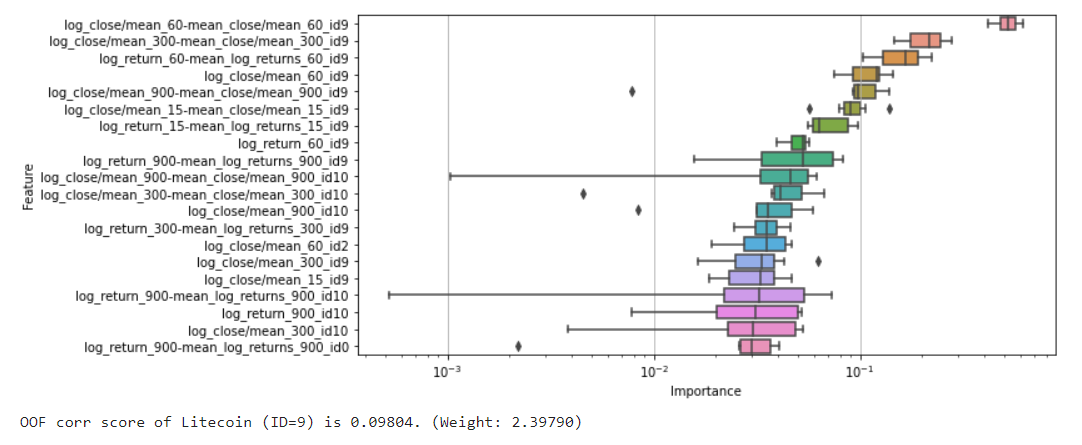 log_close/mean_60-mean_close/mean_60_id9
log_close/mean_300-mean_close/mean_300_id9
log_return_60-mean_log_returns_60_id9
log_close/mean_60_id9
log_close/mean_900-mean_close/mean_900_id9
log_close/mean_15-mean_close/mean_15_id9
log_return_15-mean_log_returns_15_id9
log_return_60_id9
log_return_900-mean_log_returns_900_id9
log_close/mean_900-mean_close/mean_900_id10
log_close/mean_300-mean_close/mean_300_id10
log_close/mean_900_id10
log_return_300-mean_log_returns_300_id9
log_close/mean_60_id2
log_close/mean_300_id9
log_close/mean_15_id9
log_return_900-mean_log_returns_900_id10
log_return_900_id10
log_close/mean_300_id10
log_return_900-mean_log_returns_900_id0
Feature
10⁻³ 10⁻² 10⁻¹
Importance
OOF corr score of Litecoin (ID=9) is 0.09804. (Weight: 2.39790)